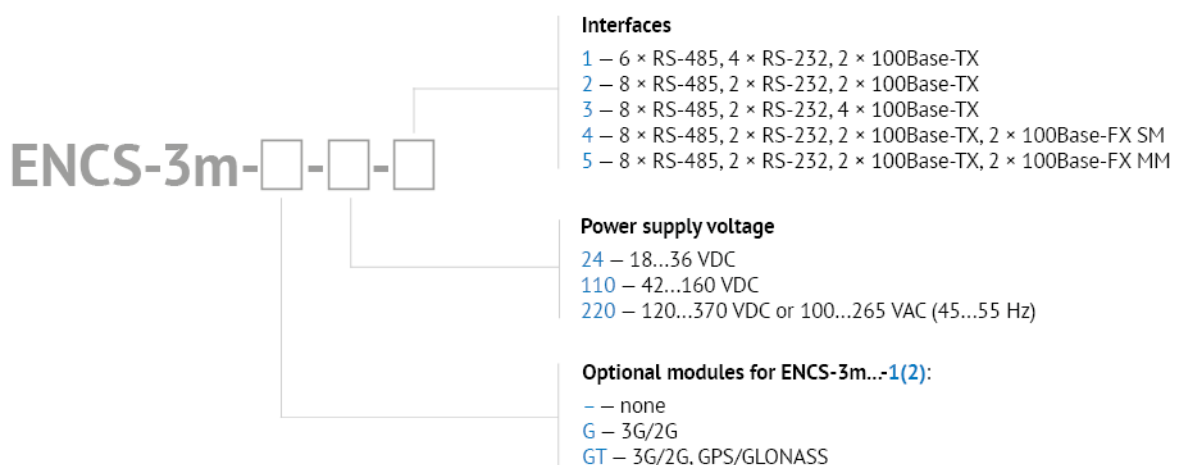 Interfaces
1 — 6 × RS-485, 4 × RS-232, 2 × 100Base-TX
2 — 8 × RS-485, 2 × RS-232, 2 × 100Base-TX
3 — 8 × RS-485, 2 × RS-232, 4 × 100Base-TX
4 — 8 × RS-485, 2 × RS-232, 2 × 100Base-TX, 2 × 100Base-FX SM
5 — 8 × RS-485, 2 × RS-232, 2 × 100Base-TX, 2 × 100Base-FX MM
ENCS-3m-□-□-□
Power supply voltage
24 — 18...36 VDC
110 — 42...160 VDC
220 — 120...370 VDC or 100...265 VAC (45...55 Hz)
Optional modules for ENCS-3m...-1(2):
– — none
G — 3G/2G
GT — 3G/2G, GPS/GLONASS